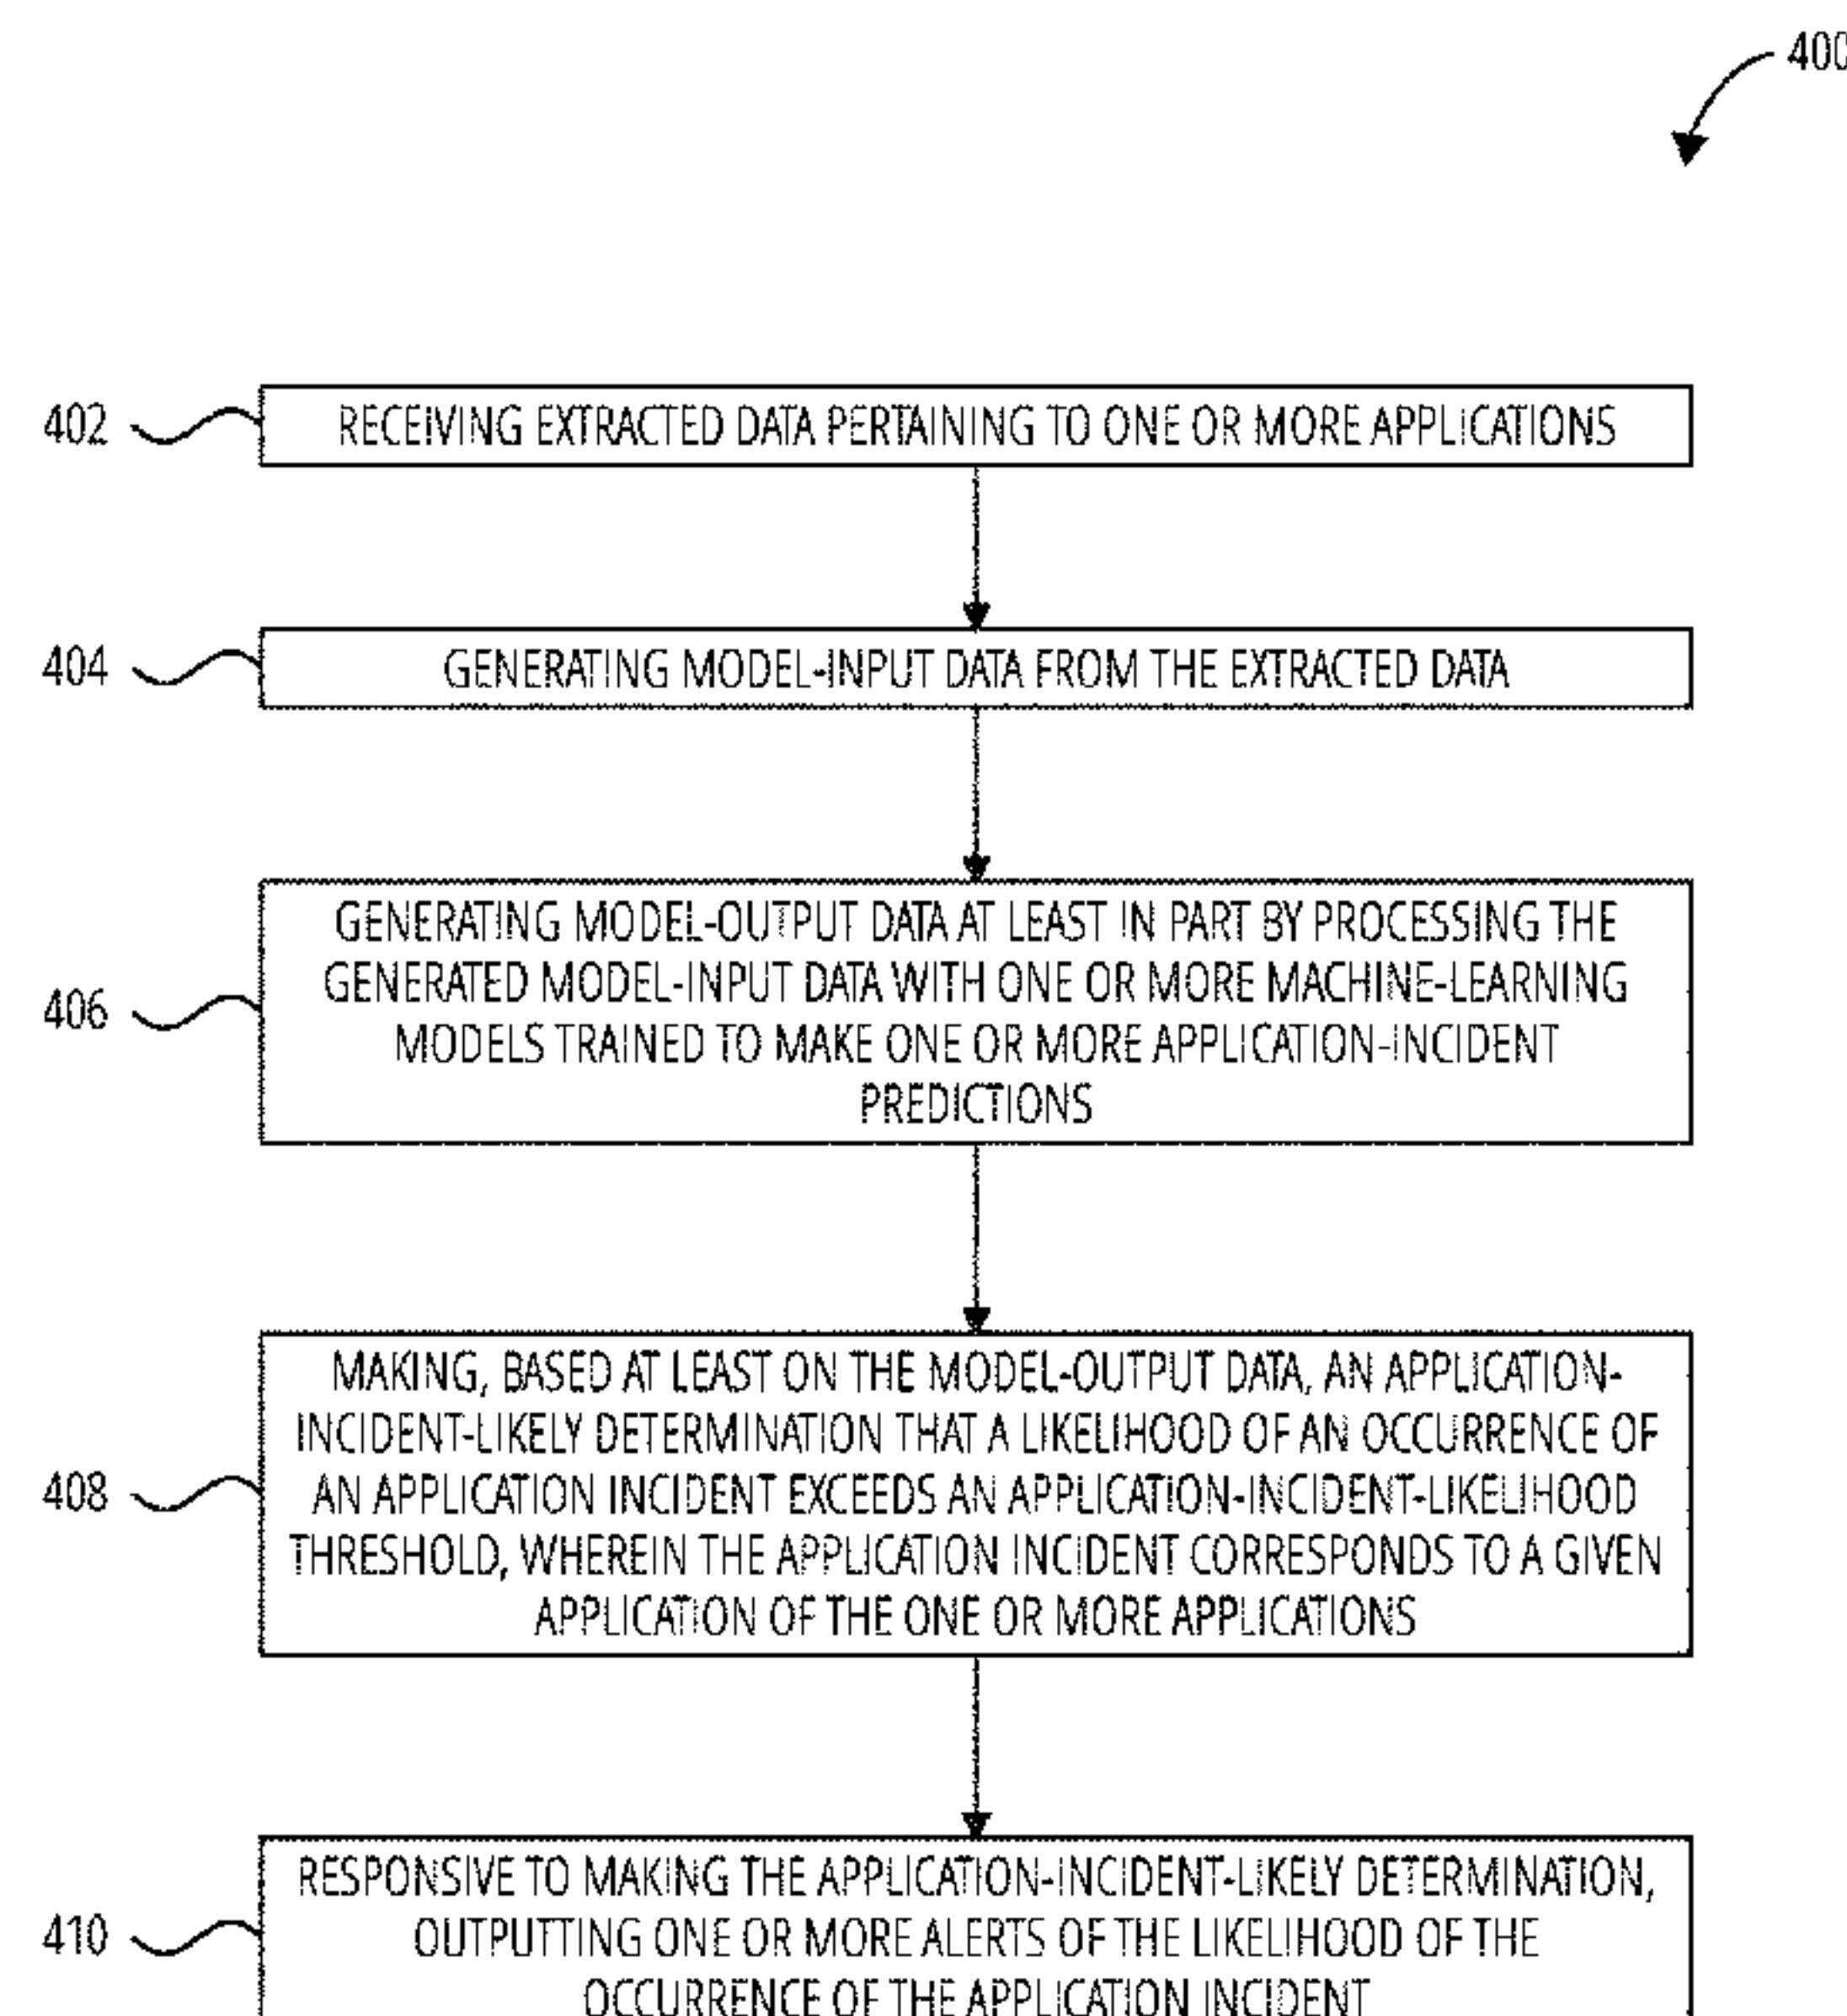 400
402
RECEIVING EXTRACTED DATA PERTAINING TO ONE OR MORE APPLICATIONS
404
GENERATING MODEL-INPUT DATA FROM THE EXTRACTED DATA
406
GENERATING MODEL-OUTPUT DATA AT LEAST IN PART BY PROCESSING THE
GENERATED MODEL-INPUT DATA WITH ONE OR MORE MACHINE-LEARNING
MODELS TRAINED TO MAKE ONE OR MORE APPLICATION-INCIDENT
PREDICTIONS
408
MAKING, BASED AT LEAST ON THE MODEL-OUTPUT DATA, AN APPLICATION-
INCIDENT-LIKELY DETERMINATION THAT A LIKELIHOOD OF AN OCCURRENCE OF
AN APPLICATION INCIDENT EXCEEDS AN APPLICATION-INCIDENT-LIKELIHOOD
THRESHOLD, WHEREIN THE APPLICATION INCIDENT CORRESPONDS TO A GIVEN
APPLICATION OF THE ONE OR MORE APPLICATIONS
410
RESPONSIVE TO MAKING THE APPLICATION-INCIDENT-LIKELY DETERMINATION,
OUTPUTTING ONE OR MORE ALERTS OF THE LIKELIHOOD OF THE
OCCURRENCE OF THE APPLICATION INCIDENT